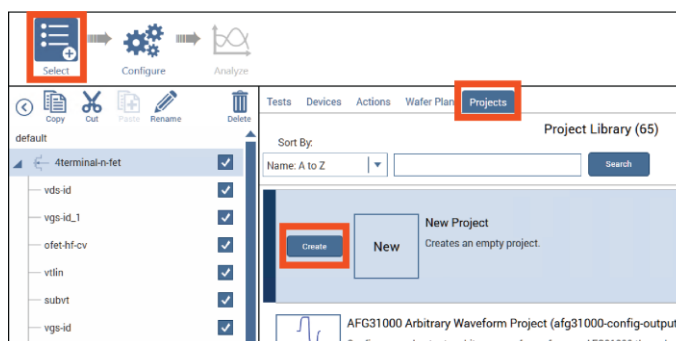 Select Configure Analyze
Copy Cut Paste Rename Delete
default
4terminal-n-fet
vds-id
vgs-id_1
ofet-hf-cv
vtlin
subvt
vgs-id
Tests Devices Actions Wafer Plan Projects
Project Library (65)
Sort By:
Name: A to Z Search
New Project
Create New Creates an empty project.
AFG31000 Arbitrary Waveform Project (afg31000-config-output